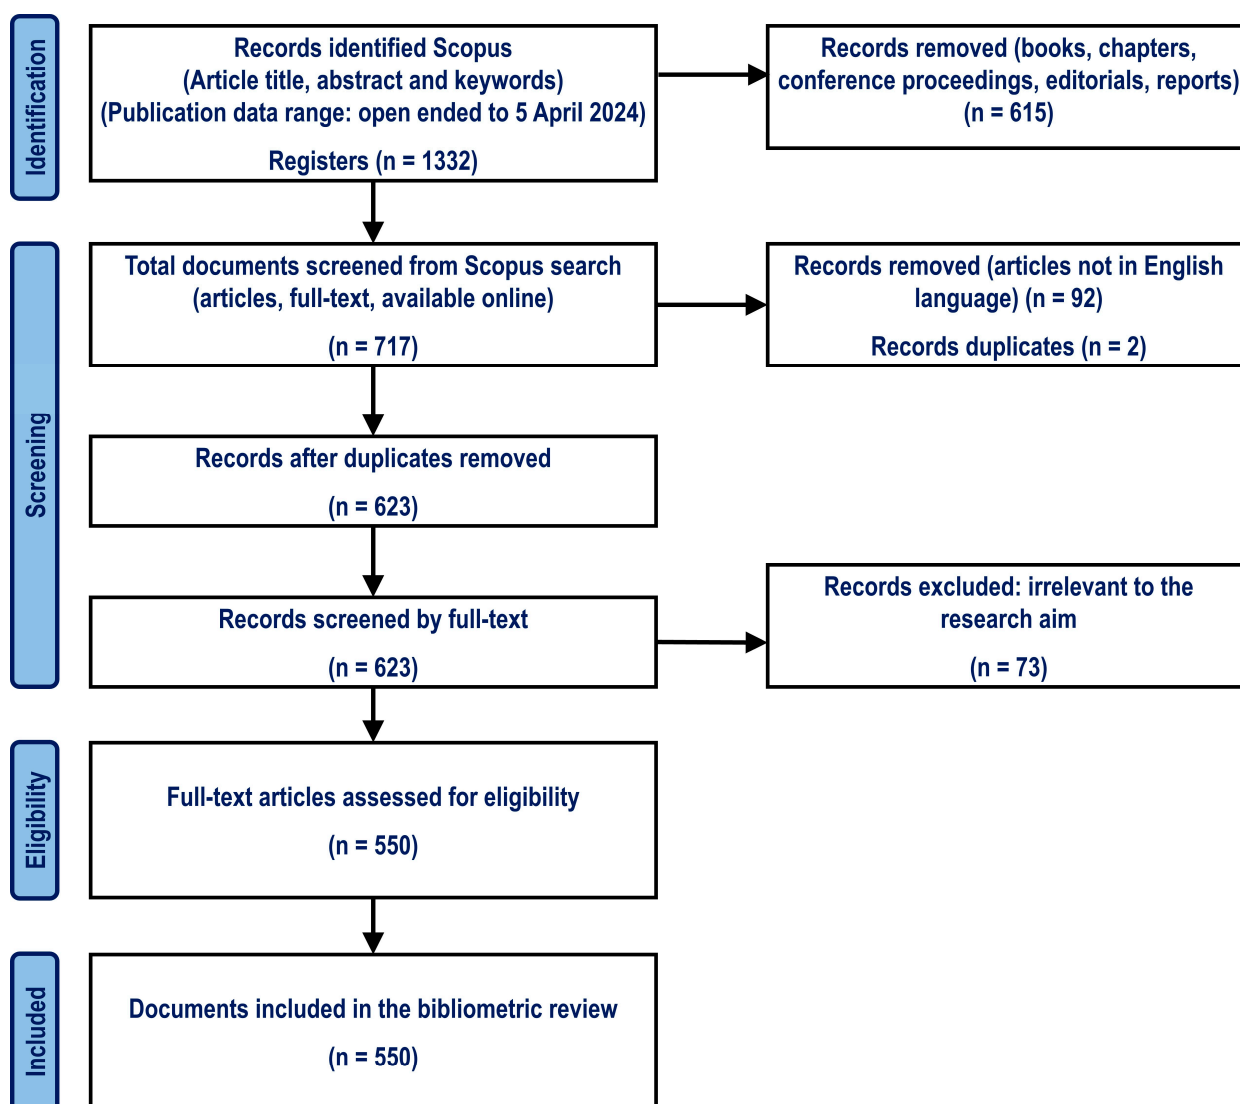 Identification
Records identified Scopus
(Article title, abstract and keywords)
(Publication data range: open ended to 5 April 2024)
Registers (n = 1332)
Records removed (books, chapters,
conference proceedings, editorials, reports)
(n = 615)
Screening
Total documents screened from Scopus search
(articles, full-text, available online)
(n = 717)
Records removed (articles not in English
language) (n = 92)
Records duplicates (n = 2)
Records after duplicates removed
(n = 623)
Records screened by full-text
(n = 623)
Records excluded: irrelevant to the
research aim
(n = 73)
Eligibility
Full-text articles assessed for eligibility
(n = 550)
Included
Documents included in the bibliometric review
(n = 550)